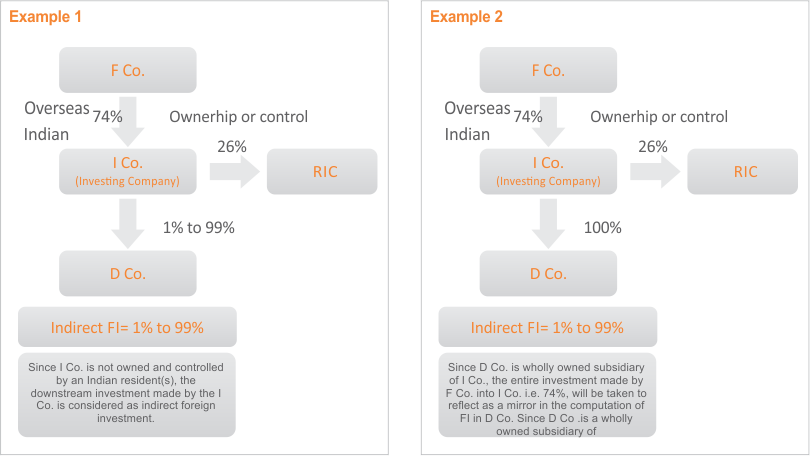 Example 1
F Co.
Overseas
Indian
74%
Ownerhip or control
26%
I Co.
(Investing Company)
RIC
1% to 99%
D Co.
Indirect FI= 1% to 99%
Since I Co. is not owned and controlled
by an Indian resident(s), the
downstream investment made by the I
Co. is considered as indirect foreign
investment.
Example 2
F Co.
Overseas
Indian
74%
Ownerhip or control
26%
I Co.
(Investing Company)
RIC
100%
D Co.
Indirect FI= 1% to 99%
Since D Co. is wholly owned subsidiary
of I Co., the entire investment made by
F Co. into I Co. i.e. 74%, will be taken to
reflect as a mirror in the computation of
FI in D Co. Since D Co .is a wholly
owned subsidiary of